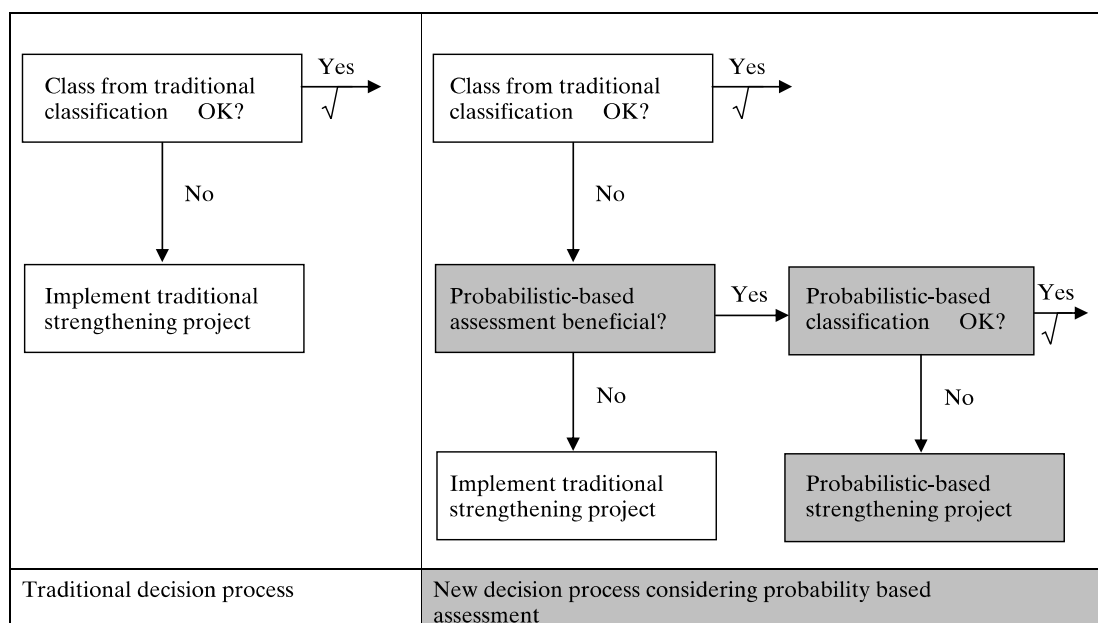 Class from traditional
classification OK?
Yes
√
No
Implement traditional
strengthening project
Traditional decision process
Class from traditional
classification OK?
Yes
√
No
Probabilistic-based
assessment beneficial?
Yes
Probabilistic-based
classification OK?
Yes
√
No
No
Implement traditional
strengthening project
Probabilistic-based
strengthening project
New decision process considering probability based
assessment